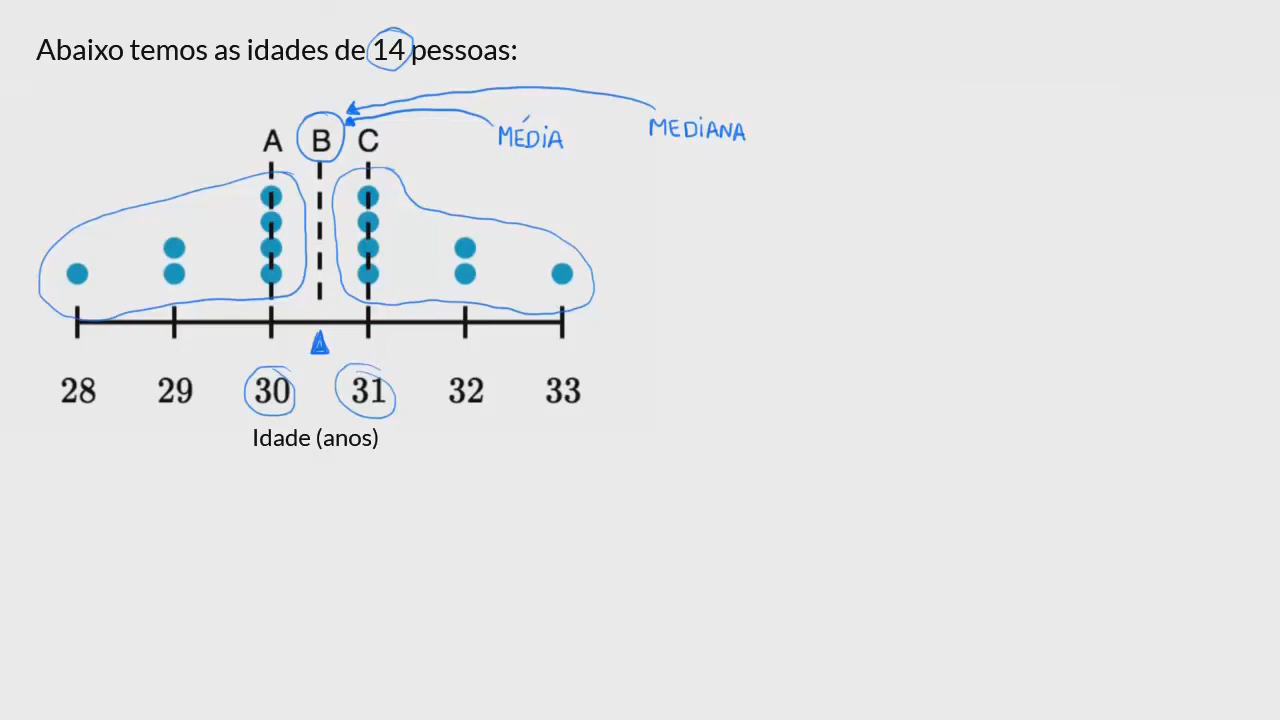 Abaixo temos as idades de 14 pessoas:
A B C
MÉDIA
MEDIANA
28 29 30 31 32 33
Idade (anos)